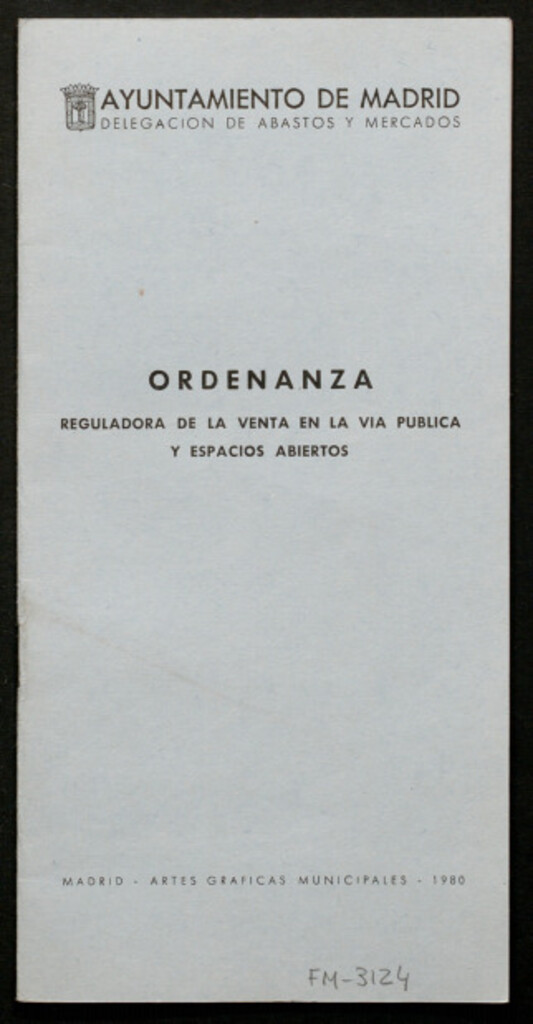 AYUNTAMIENTO DE MADRID
DELEGACION DE ABASTOS Y MERCADOS
ORDENANZA
REGULADORA DE LA VENTA EN LA VIA PUBLICA
Y ESPACIOS ABIERTOS
MADRID - ARTES GRAFICAS MUNICIPALES - 1980
FM-3124